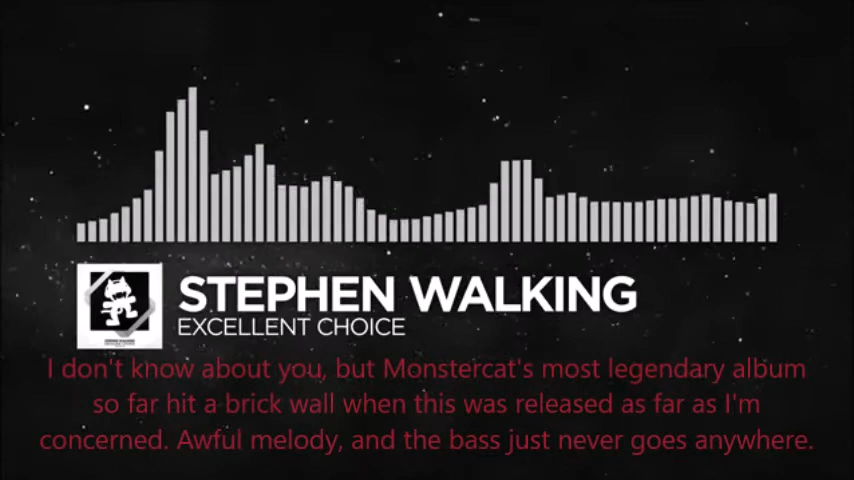 STEPHEN WALKING
EXCELLENT CHOICE
I don't know about you, but Monstercat's most legendary album
so far hit a brick wall when this was released as far as I'm
concerned. Awful melody, and the bass just never goes anywhere.